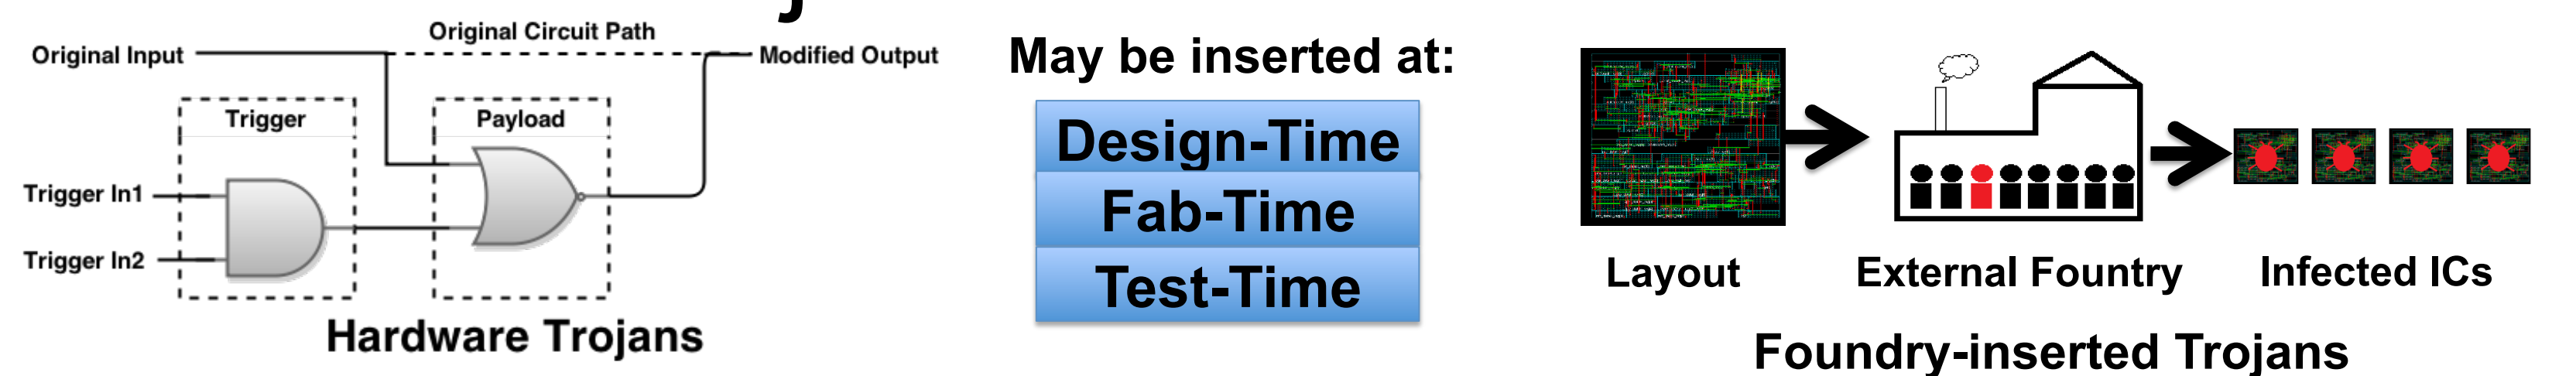 Original Circuit Path
Original Input
Modified Output
Trigger
Payload
Trigger In1
Trigger In2
Hardware Trojans
May be inserted at:
Design-Time
Fab-Time
Test-Time
Layout
External Fountry
Infected ICs
Foundry-inserted Trojans